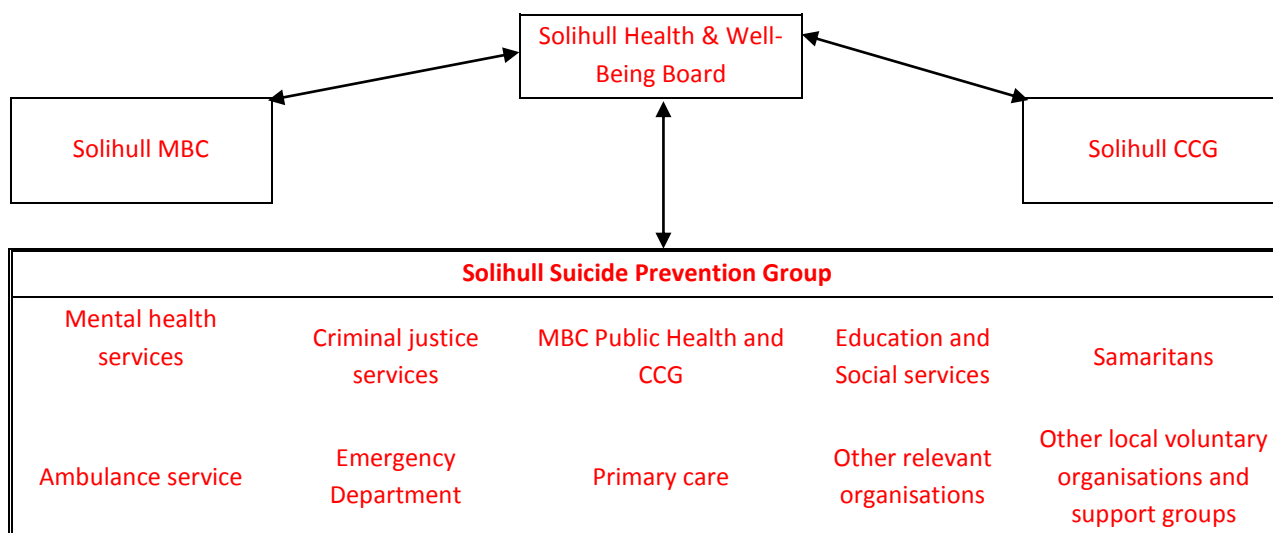 Solihull Health & Well-
Being Board
Solihull MBC
Solihull CCG
Solihull Suicide Prevention Group
Mental health
services
Criminal justice
services
MBC Public Health and
CCG
Education and
Social services
Samaritans
Ambulance service
Emergency
Department
Primary care
Other relevant
organisations
Other local voluntary
organisations and
support groups